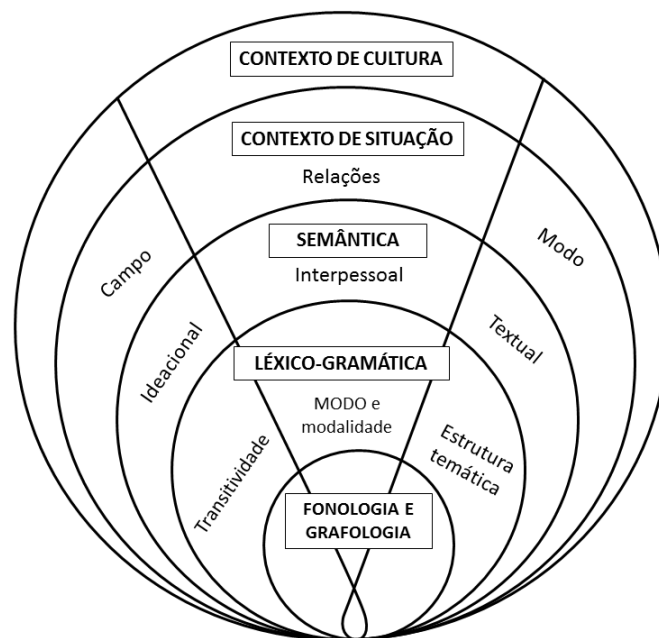 CONTEXTO DE CULTURA
CONTEXTO DE SITUAÇÃO
Relações
Campo
Modo
SEMÂNTICA
Interpessoal
Ideacional
Textual
LÉXICO-GRAMÁTICA
MODO e
modalidade
Transitividade
Estrutura
temática
FONOLOGIA E
GRAFOLOGIA